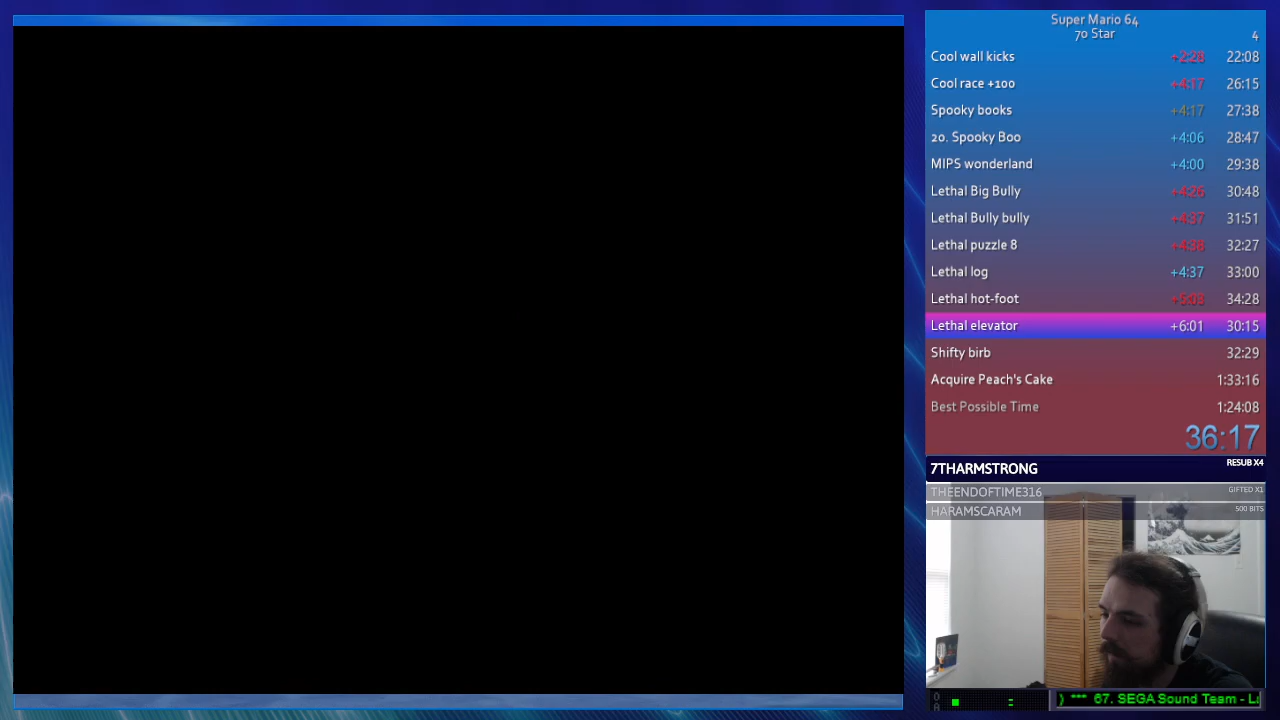 Super Mario 64
70 Star
4
Cool wall kicks +2:28 22:08
Cool race +100 +4:17 26:15
Spooky books +4:17 27:38
20. Spooky Boo +4:06 28:47
MIPS wonderland +4:00 29:38
Lethal Big Bully +4:26 30:48
Lethal Bully bully +4:37 31:51
Lethal puzzle 8 +4:38 32:27
Lethal log +4:37 33:00
Lethal hot-foot +5:03 34:28
Lethal elevator +6:01 30:15
Shifty birb 32:29
Acquire Peach's Cake 1:33:16
Best Possible Time 1:24:08
36:17
7THARMSTRONG RESUB X4
THEENDOFTIME316 GIFTED X1
HARAMSCARAM 500 BITS
) *** 67. SEGA Sound Team -